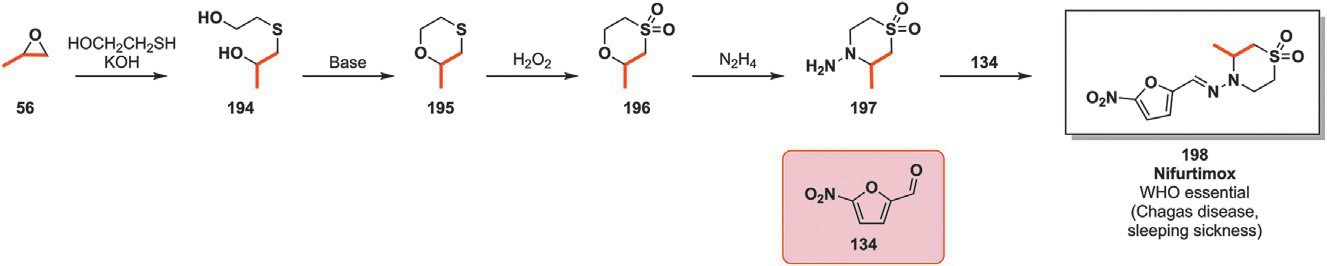 O
HOCH₂CH₂SH
KOH
56
HO
S
HO
194
Base
S
O
195
H₂O₂
O
S
O
O
196
N₂H₄
O
S
O
N
H₂N
197
134
O₂N
O
O
134
O
S
O
O
N
N
O₂N
198
Nifurtimox
WHO essential
(Chagas disease,
sleeping sickness)